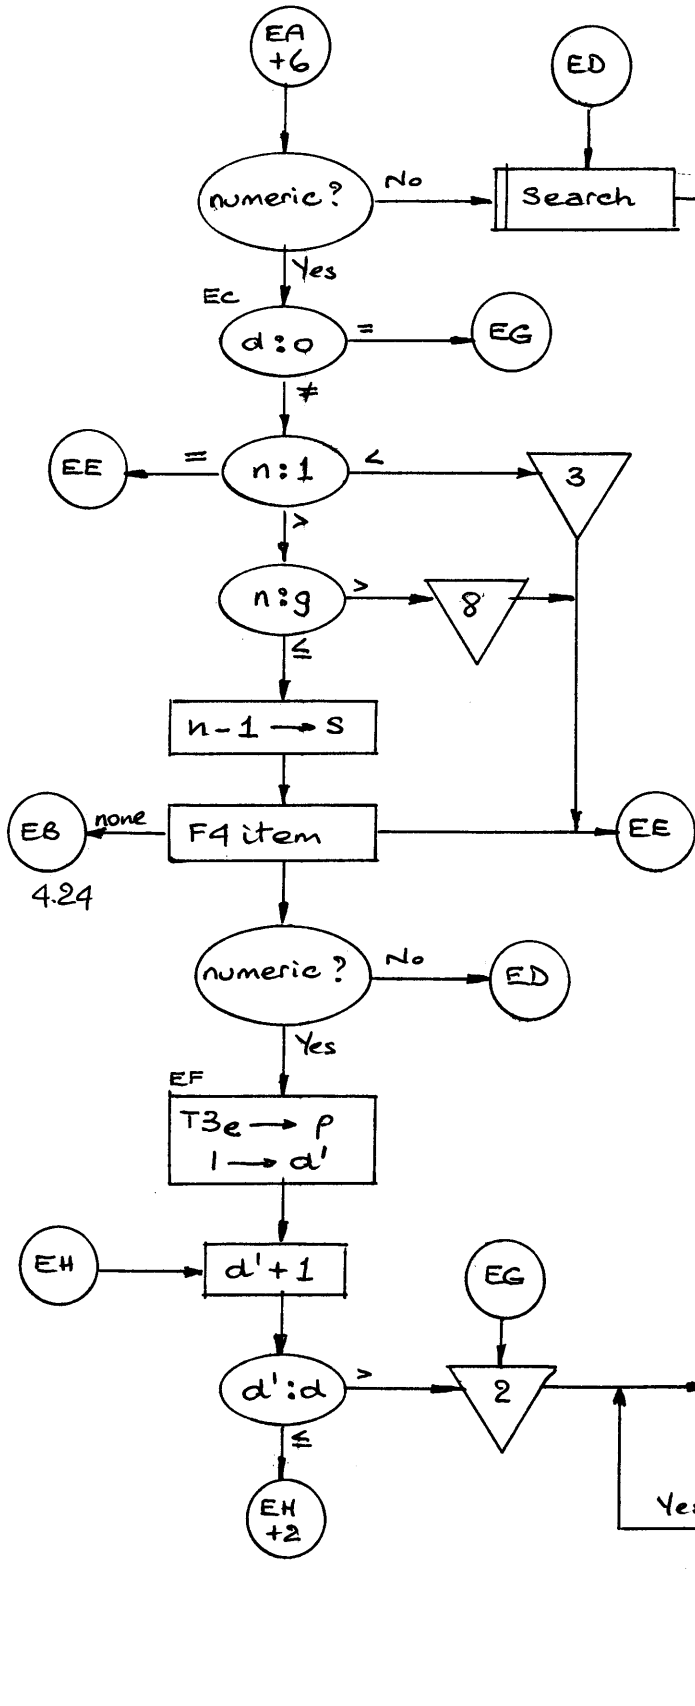 EA
+6
ED
numeric?
No
Search
Yes
EC
d:0
=
EG
≠
EE
=
n:1
<
3
>
n:g
>
8
≤
n-1 → S
EB
none
F4 item
EE
4.24
numeric?
No
ED
Yes
EF
T3e → p
1 → d'
EH
d'+1
EG
d':d
>
2
≤
EH
+2